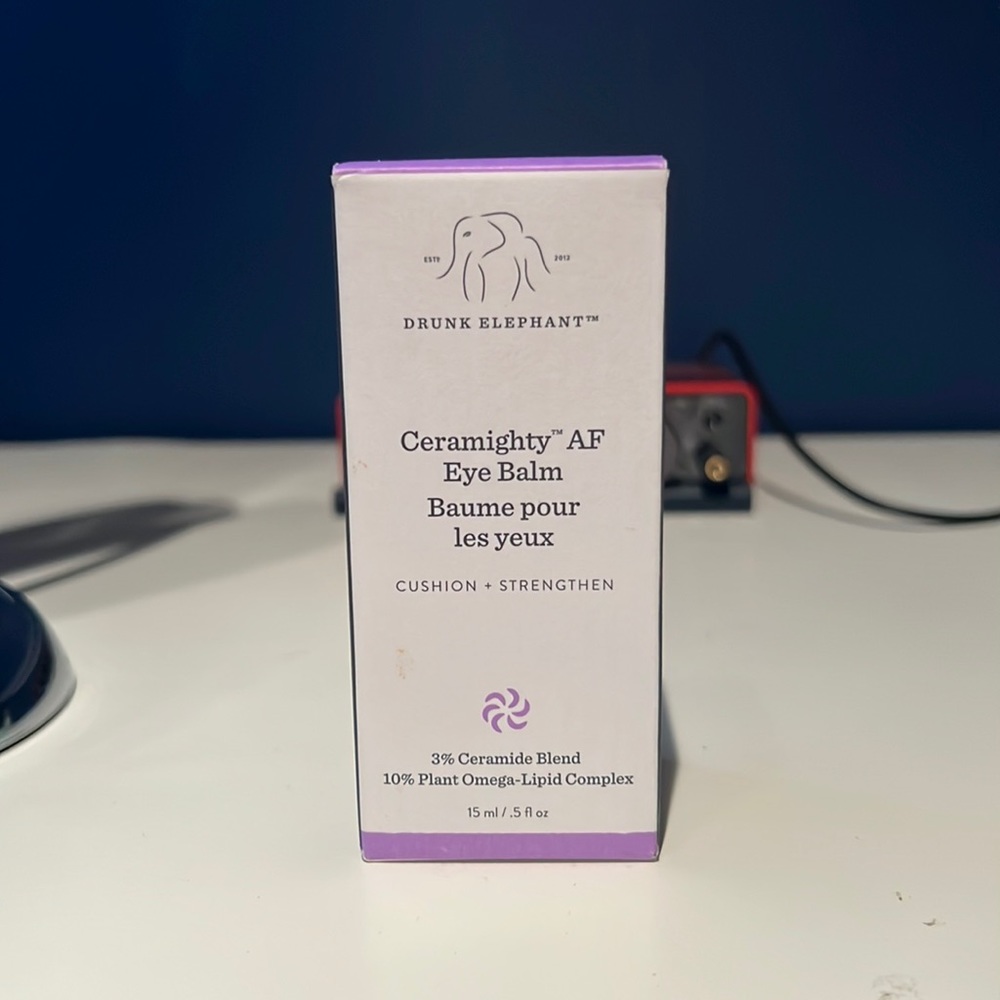 ESTD 2012
DRUNK ELEPHANT™
Ceramighty™ AF
Eye Balm
Baume pour
les yeux
CUSHION + STRENGTHEN
3% Ceramide Blend
10% Plant Omega-Lipid Complex
15 ml / .5 fl oz